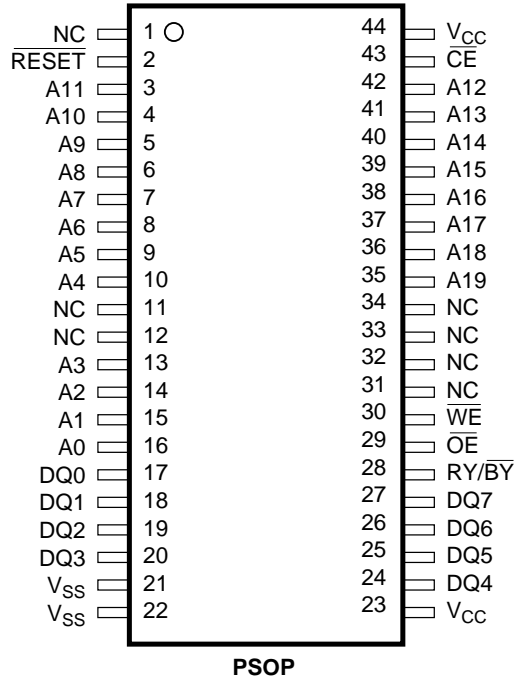 NC 1 44 VCC
RESET 2 43 CE
A11 3 42 A12
A10 4 41 A13
A9 5 40 A14
A8 6 39 A15
A7 7 38 A16
A6 8 37 A17
A5 9 36 A18
A4 10 35 A19
NC 11 34 NC
NC 12 33 NC
A3 13 32 NC
A2 14 31 NC
A1 15 30 WE
A0 16 29 OE
DQ0 17 28 RY/BY
DQ1 18 27 DQ7
DQ2 19 26 DQ6
DQ3 20 25 DQ5
VSS 21 24 DQ4
VSS 22 23 VCC
PSOP